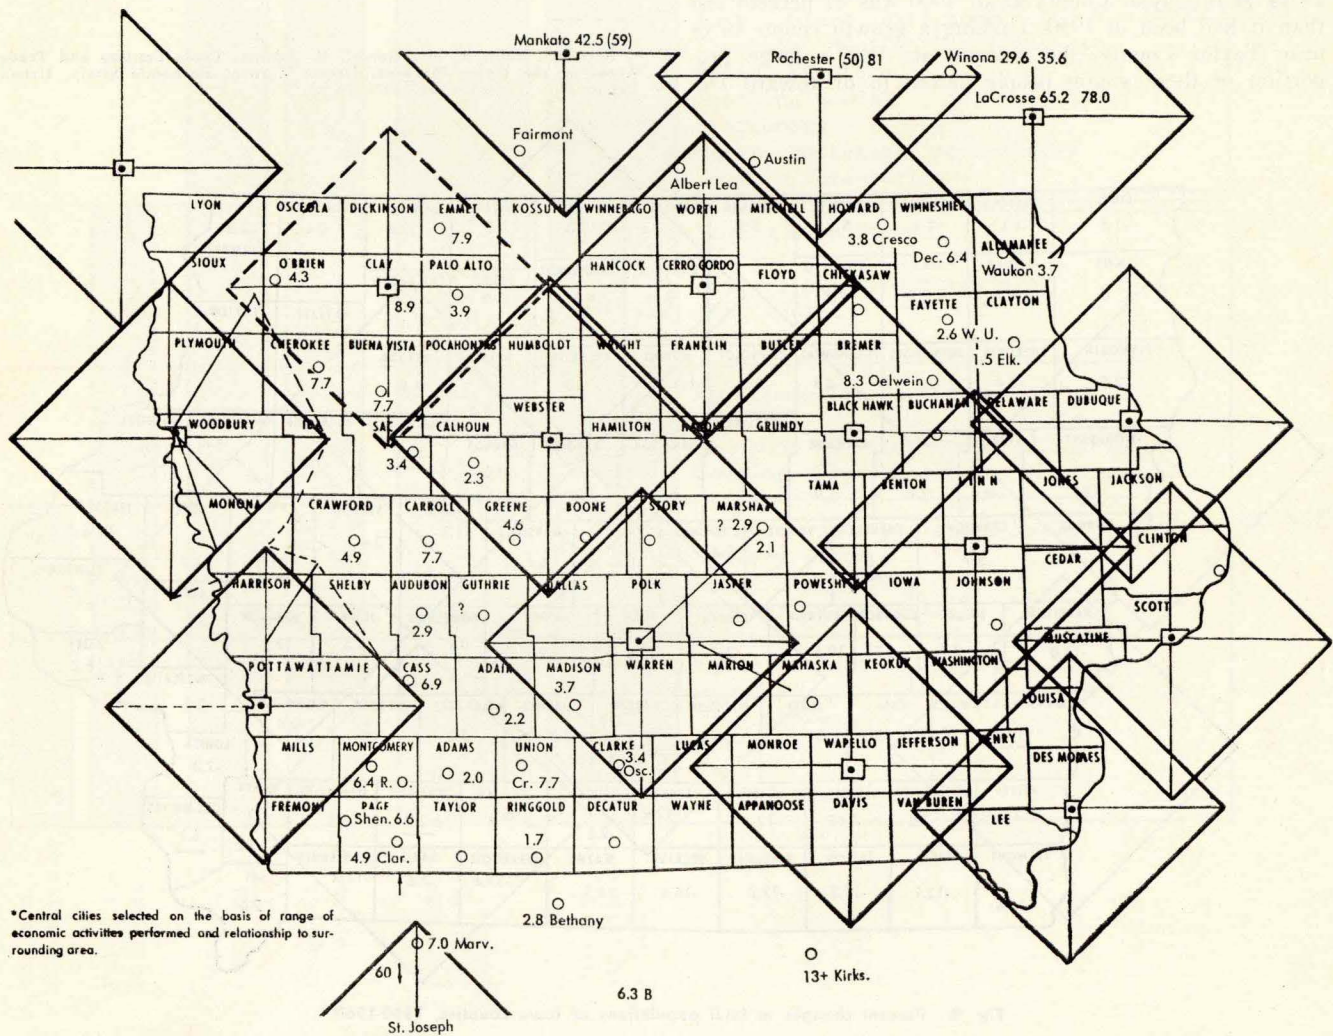 Mankato 42.5 (59)
Rochester (50) 81
Winona 29.6 35.6
LaCrosse 65.2 78.0
Fairmont
Albert Lea
Austin
LYON
OSCEOLA
DICKINSON
EMMET
KOSSUTH
WINNEBAGO
WORTH
MITCHELL
HOWARD
WINNESHIEK
ALLAMAKEE
7.9
3.8 Cresco
Dec. 6.4
Waukon 3.7
SIOUX
O'BRIEN
CLAY
PALO ALTO
HANCOCK
CERRO GORDO
FLOYD
CHICKASAW
4.3
8.9
3.9
FAYETTE
CLAYTON
2.6 W. U.
1.5 Elk.
PLYMOUTH
CHEROKEE
BUENA VISTA
POCAHONTAS
HUMBOLDT
WRIGHT
FRANKLIN
BUTLER
BREMER
7.7
7.7
8.3 Oelwein
WOODBURY
IDA
SAC
CALHOUN
WEBSTER
HAMILTON
HARDIN
GRUNDY
BLACK HAWK
BUCHANAN
DELAWARE
DUBUQUE
3.4
2.3
MONONA
CRAWFORD
CARROLL
GREENE
BOONE
STORY
MARSHALL
TAMA
BENTON
LINN
JONES
JACKSON
4.6
? 2.9
2.1
4.9
7.7
CLINTON
CEDAR
HARRISON
SHELBY
AUDUBON
GUTHRIE
DALLAS
POLK
JASPER
POWESHIEK
IOWA
JOHNSON
SCOTT
?
2.9
MUSCATINE
POTTAWATTAMIE
CASS
ADAIR
MADISON
WARREN
MARION
MAHASKA
KEOKUK
WASHINGTON
6.9
3.7
2.2
LOUISA
MILLS
MONTGOMERY
ADAMS
UNION
CLARKE
LUCAS
MONROE
WAPELLO
JEFFERSON
HENRY
DES MOINES
6.4 R. O.
2.0
Cr. 7.7
3.4
Osc.
FREMONT
PAGE
TAYLOR
RINGGOLD
DECATUR
WAYNE
APPANOOSE
DAVIS
VAN BUREN
LEE
Shen. 6.6
1.7
4.9 Clar.
*Central cities selected on the basis of range of
economic activities performed and relationship to sur-
rounding area.
2.8 Bethany
7.0 Marv.
60
13+ Kirks.
6.3 B
St. Joseph